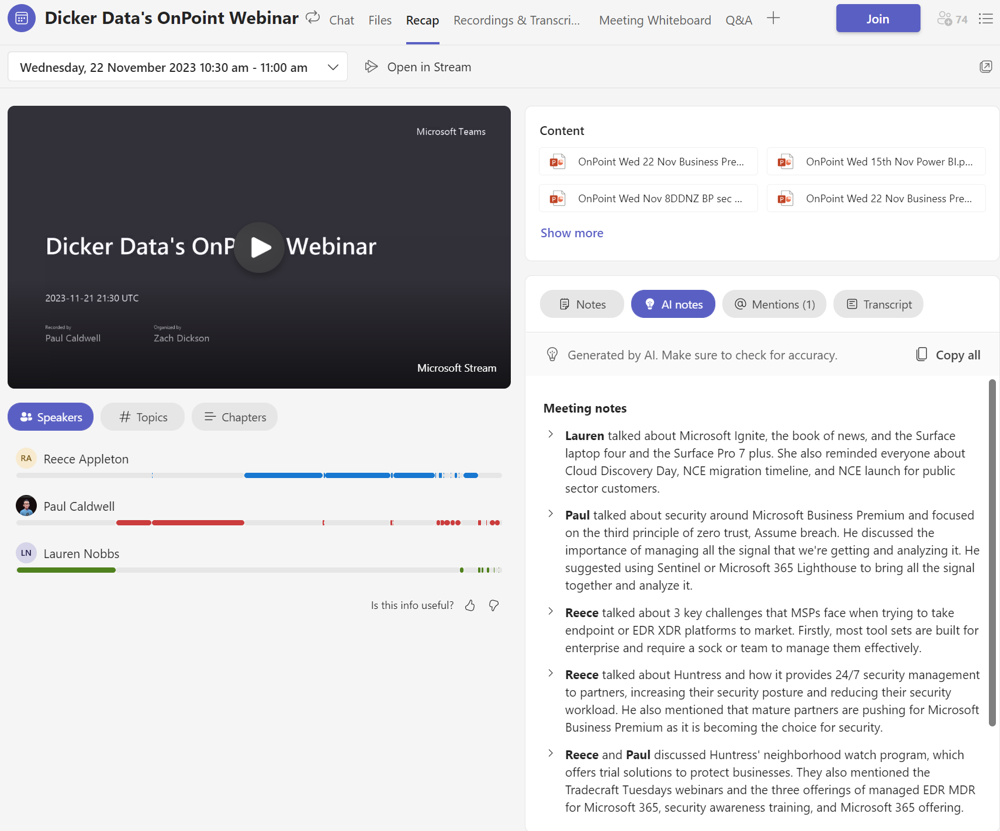 Dicker Data's OnPoint Webinar
Chat
Files
Recap
Recordings & Transcri...
Meeting Whiteboard
Q&A
Join
74
Wednesday, 22 November 2023 10:30 am - 11:00 am
Open in Stream
Microsoft Teams
Dicker Data's OnP Webinar
2023-11-21 21:30 UTC
Recorded by
Paul Caldwell
Organized by
Zach Dickson
Microsoft Stream
Speakers
Topics
Chapters
RA
Reece Appleton
Paul Caldwell
LN
Lauren Nobbs
Is this info useful?
Content
OnPoint Wed 22 Nov Business Pre...
OnPoint Wed 15th Nov Power BI.p...
OnPoint Wed Nov 8DDNZ BP sec ...
OnPoint Wed 22 Nov Business Pre...
Show more
Notes
AI notes
Mentions (1)
Transcript
Generated by AI. Make sure to check for accuracy.
Copy all
Meeting notes
Lauren talked about Microsoft Ignite, the book of news, and the Surface
laptop four and the Surface Pro 7 plus. She also reminded everyone about
Cloud Discovery Day, NCE migration timeline, and NCE launch for public
sector customers.
Paul talked about security around Microsoft Business Premium and focused
on the third principle of zero trust, Assume breach. He discussed the
importance of managing all the signal that we're getting and analyzing it. He
suggested using Sentinel or Microsoft 365 Lighthouse to bring all the signal
together and analyze it.
Reece talked about 3 key challenges that MSPs face when trying to take
endpoint or EDR XDR platforms to market. Firstly, most tool sets are built for
enterprise and require a sock or team to manage them effectively.
Reece talked about Huntress and how it provides 24/7 security management
to partners, increasing their security posture and reducing their security
workload. He also mentioned that mature partners are pushing for Microsoft
Business Premium as it is becoming the choice for security.
Reece and Paul discussed Huntress' neighborhood watch program, which
offers trial solutions to protect businesses. They also mentioned the
Tradecraft Tuesdays webinars and the three offerings of managed EDR MDR
for Microsoft 365, security awareness training, and Microsoft 365 offering.